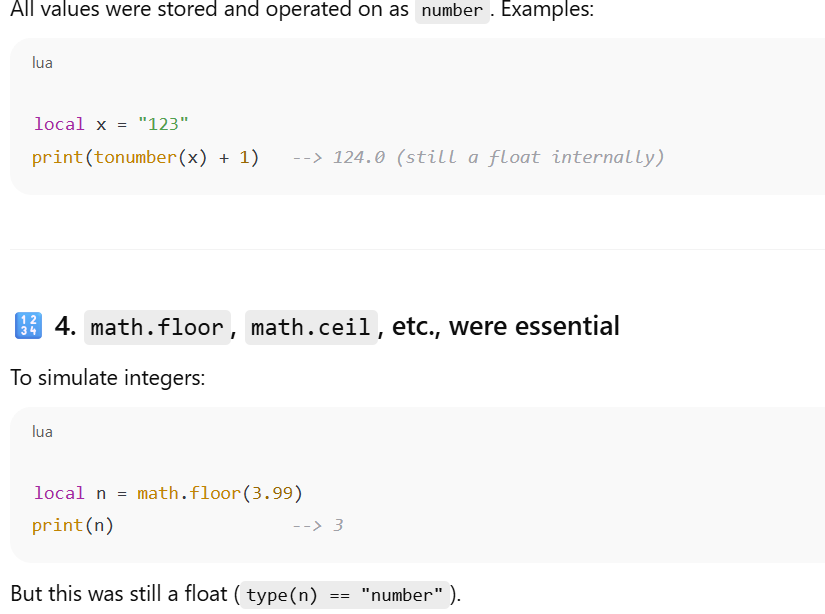 All values were stored and operated on as number. Examples:
lua
local x = "123"
print(tonumber(x) + 1)   --> 124.0 (still a float internally)
4. math.floor, math.ceil, etc., were essential
To simulate integers:
lua
local n = math.floor(3.99)
print(n)                 --> 3
But this was still a float (type(n) == "number").